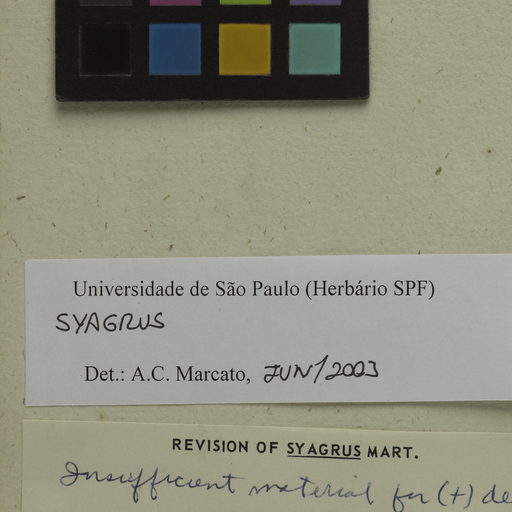 Universidade de São Paulo (Herbário SPF)
SYAGRUS
Det.: A.C. Marcato, JUN/2003
REVISION OF SYAGRUS MART.
Insufficient material for (+) de